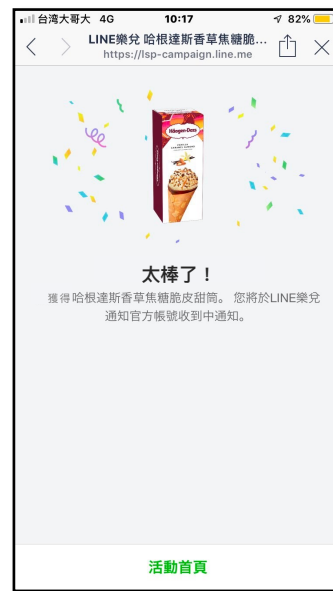 台湾大哥大 4G 10:17 82%
LINE樂兌 哈根達斯香草焦糖脆...
https://lsp-campaign.line.me
Häagen-Dazs
太棒了！
獲得哈根達斯香草焦糖脆皮甜筒。 您將於LINE樂兌
通知官方帳號收到中通知。
活動首頁